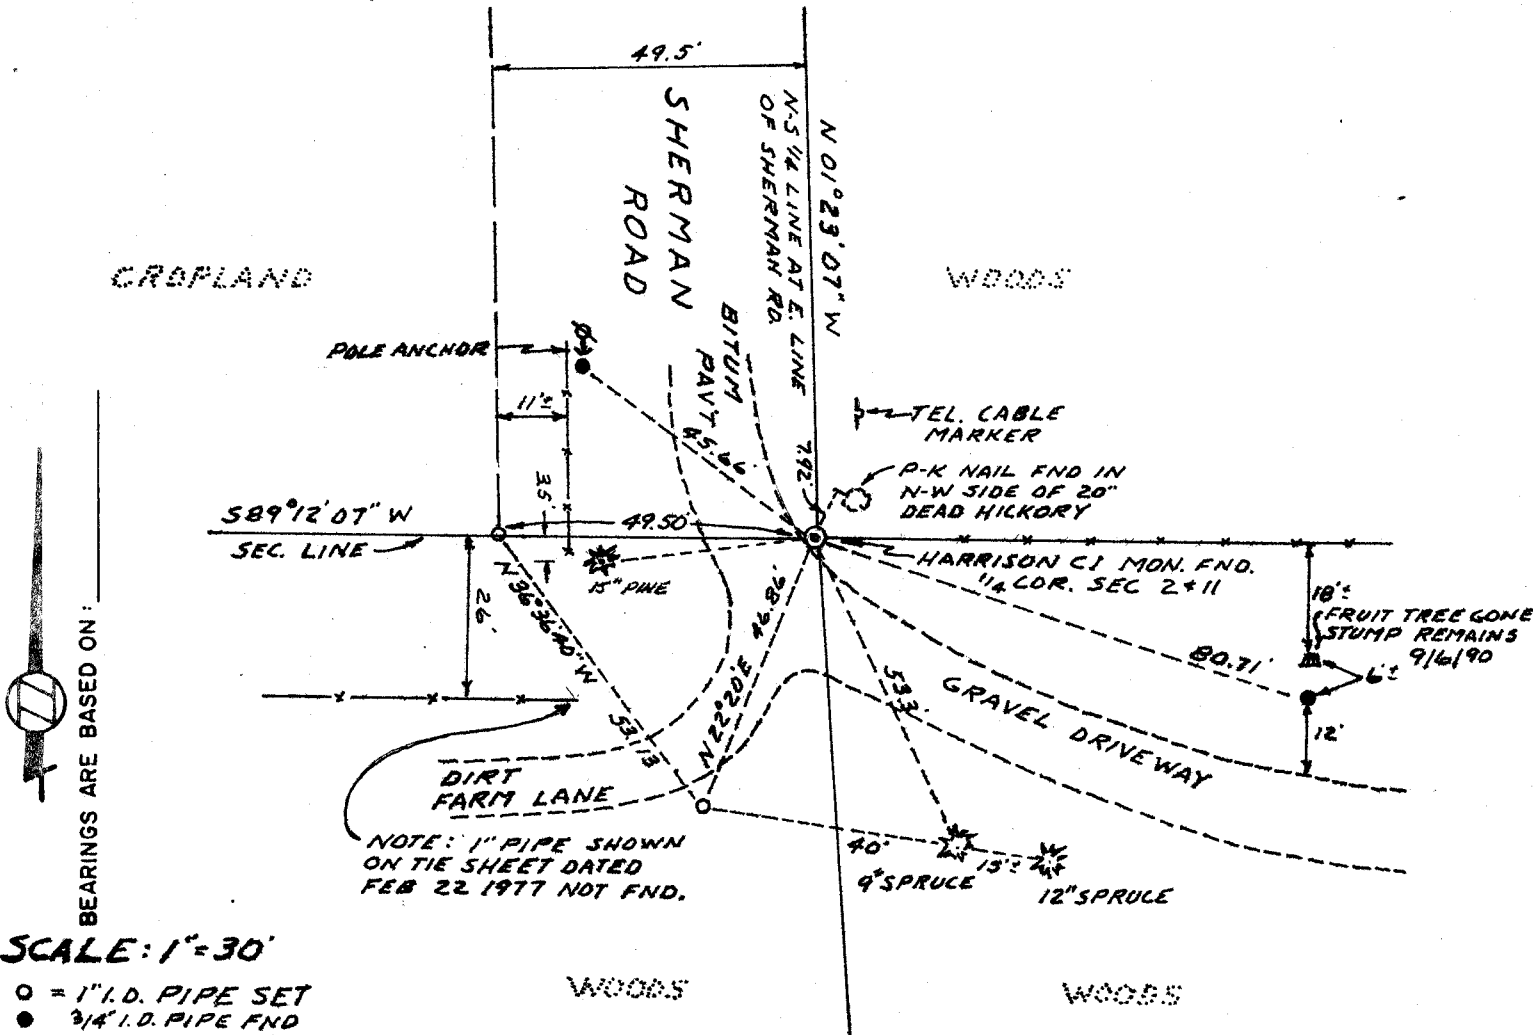 49.5'
SHERMAN
ROAD
N-S 1/4 LINE AT E. LINE
OF SHERMAN RD.
N 01°23'07" W
CROPLAND
WOODS
POLE ANCHOR
BITUM
PAV'T
11'±
45.66'
7.92'
TEL. CABLE
MARKER
P-K NAIL FND IN
N-W SIDE OF 20"
DEAD HICKORY
35'
S89°12'07" W
SEC. LINE
49.50'
HARRISON CI MON. FND.
1/4 COR. SEC 2 & 11
15" PINE
18'±
FRUIT TREE GONE
STUMP REMAINS
9/6/90
26'
N 36°36'40" W
53.13
46.86'
N 22°20'E
53.3'
80.71'
6'±
12'
GRAVEL DRIVEWAY
DIRT
FARM LANE
NOTE: 1" PIPE SHOWN
ON TIE SHEET DATED
FEB 22 1977 NOT FND.
40'
9" SPRUCE
15'±
12" SPRUCE
BEARINGS ARE BASED ON:
SCALE: 1"=30'
= 1" I.D. PIPE SET
3/4" I.D. PIPE FND
WOODS
WOODS